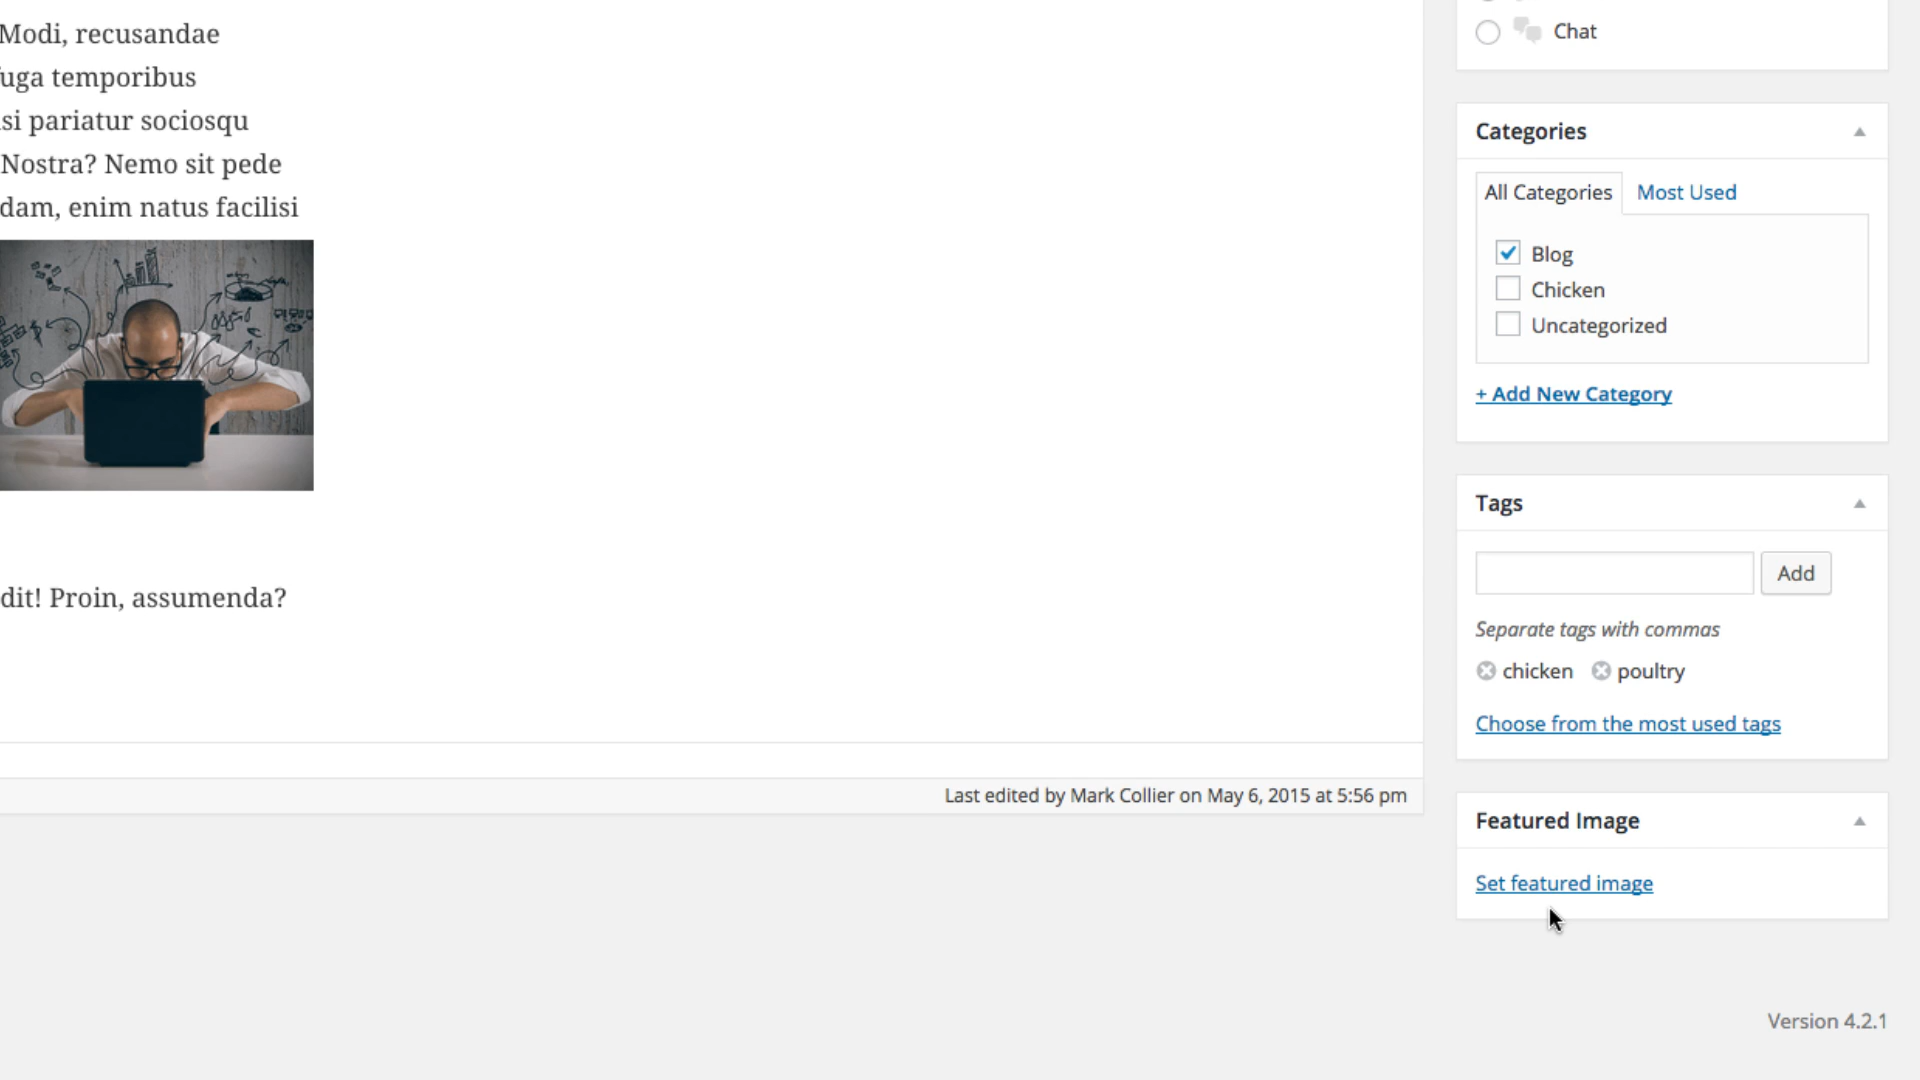 Modi, recusandae
fuga temporibus
si pariatur sociosqu
Nostra? Nemo sit pede
dam, enim natus facilisi
dit! Proin, assumenda?
Last edited by Mark Collier on May 6, 2015 at 5:56 pm
Chat
Categories
All Categories Most Used
Blog
Chicken
Uncategorized
+ Add New Category
Tags
Add
Separate tags with commas
chicken poultry
Choose from the most used tags
Featured Image
Set featured image
Version 4.2.1